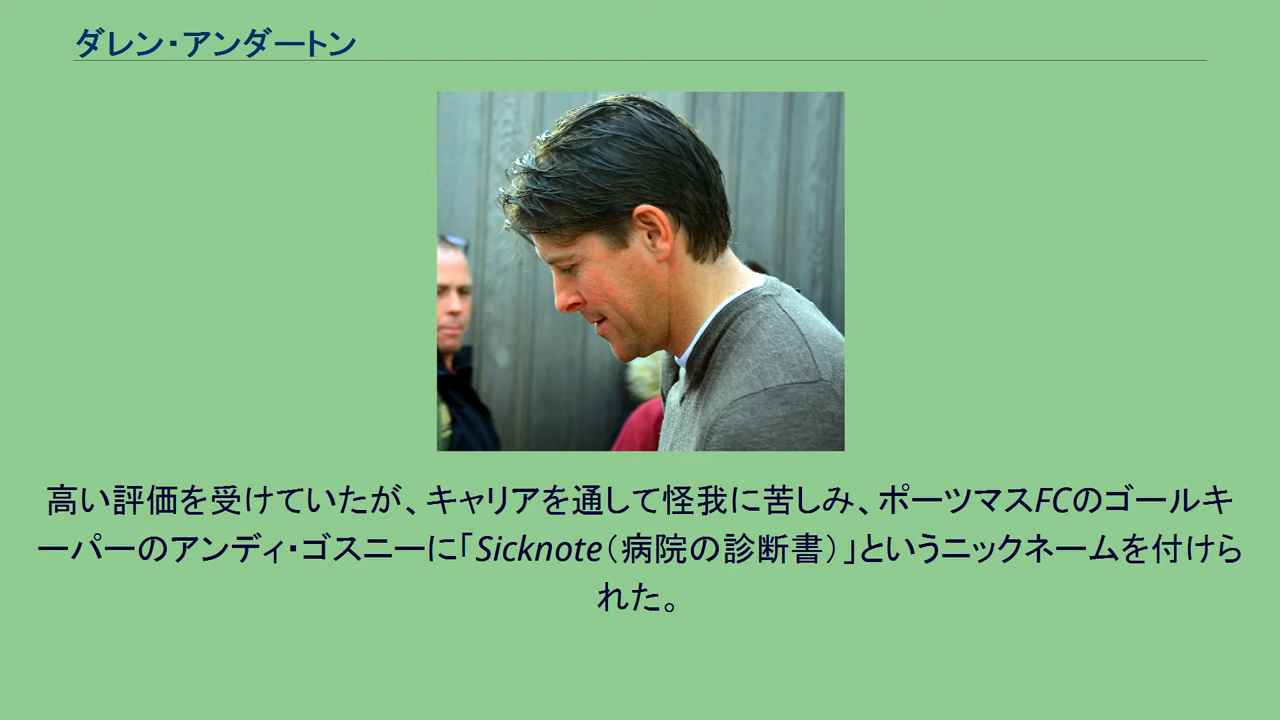 ダレン・アンダートン
高い評価を受けていたが、キャリアを通して怪我に苦しみ、ポーツマスFCのゴールキ
ーパーのアンディ・ゴスニーに「Sicknote（病院の診断書）」というニックネームを付けら
れた。